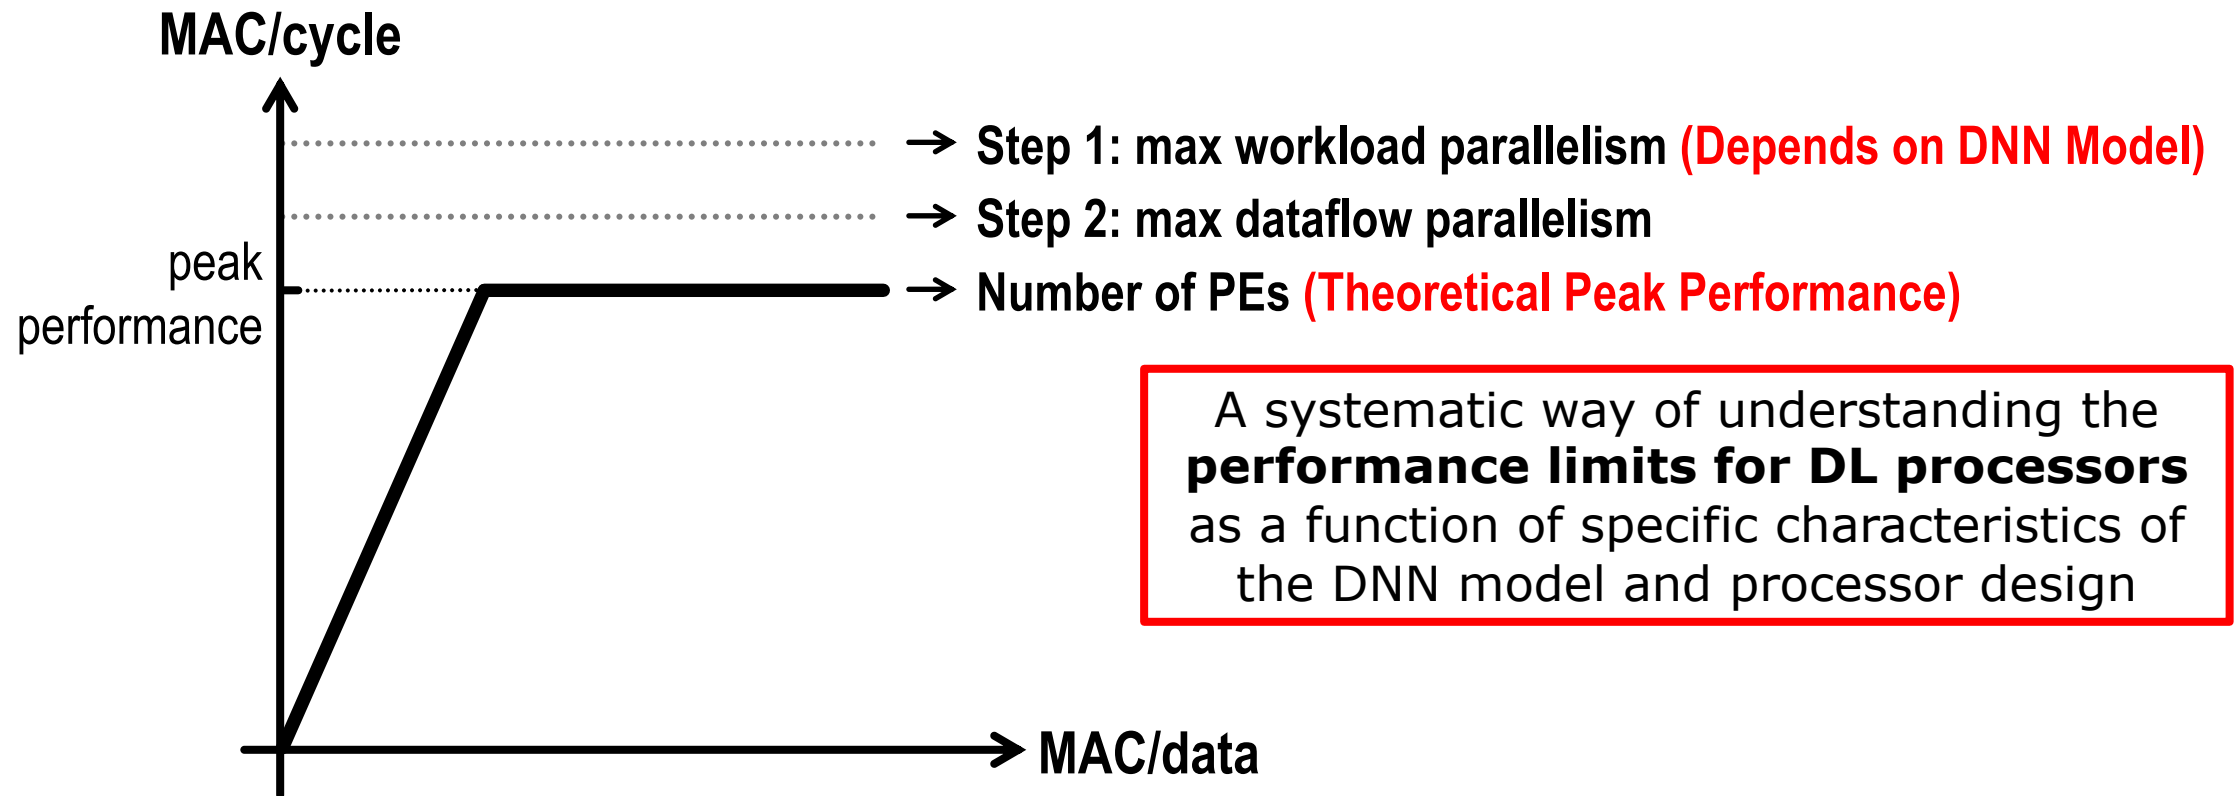 MAC/cycle
→ Step 1: max workload parallelism (Depends on DNN Model)
→ Step 2: max dataflow parallelism
peak
performance
→ Number of PEs (Theoretical Peak Performance)
A systematic way of understanding the
performance limits for DL processors
as a function of specific characteristics of
the DNN model and processor design
MAC/data